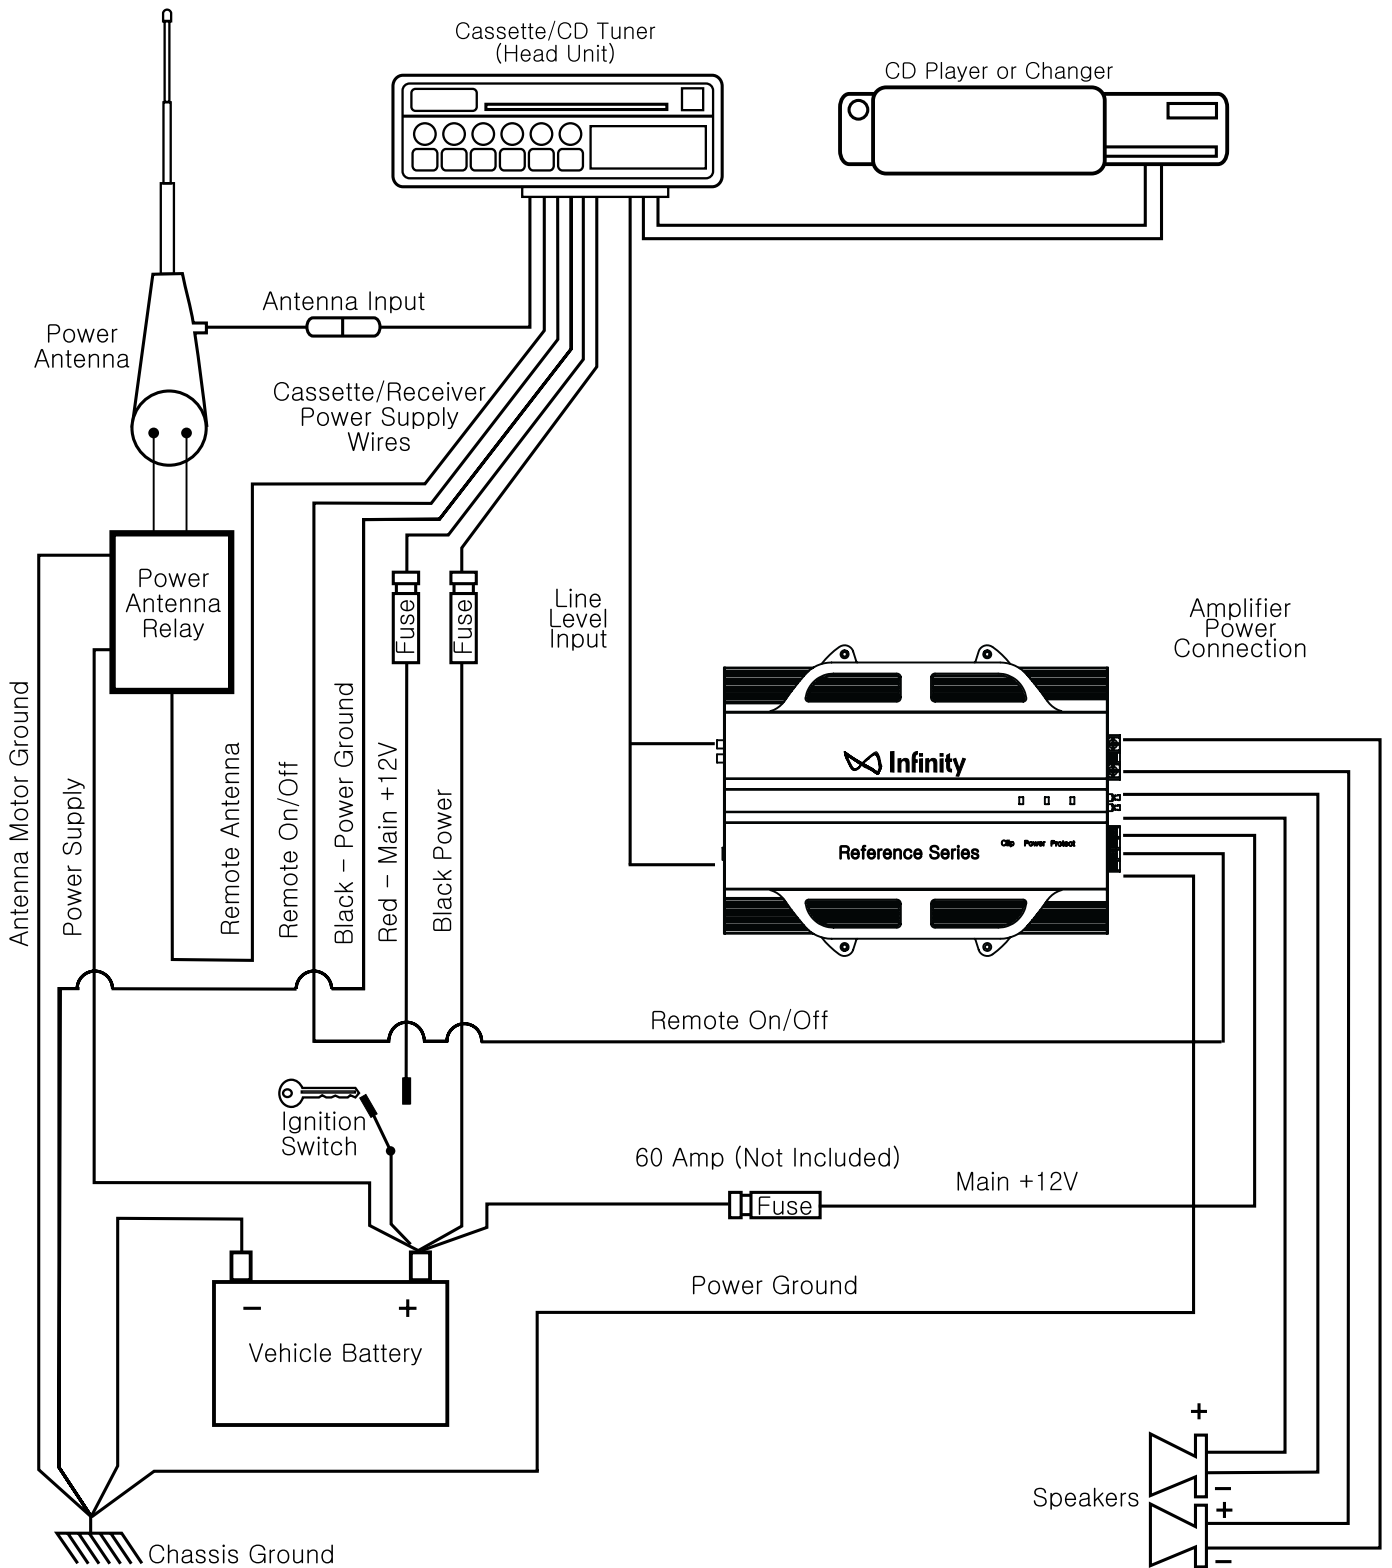 Cassette/CD Tuner
(Head Unit)
CD Player or Changer
Antenna Input
Power
Antenna
Cassette/Receiver
Power Supply
Wires
Power
Antenna
Relay
Fuse
Fuse
Line
Level
Input
Amplifier
Power
Connection
Antenna Motor Ground
Power Supply
Remote Antenna
Remote On/Off
Black – Power Ground
Red – Main +12V
Black Power
Infinity
Reference Series
Clip Power Protect
Remote On/Off
Ignition
Switch
60 Amp (Not Included)
Fuse
Main +12V
Power Ground
– +
Vehicle Battery
+
–
Speakers
+
–
Chassis Ground